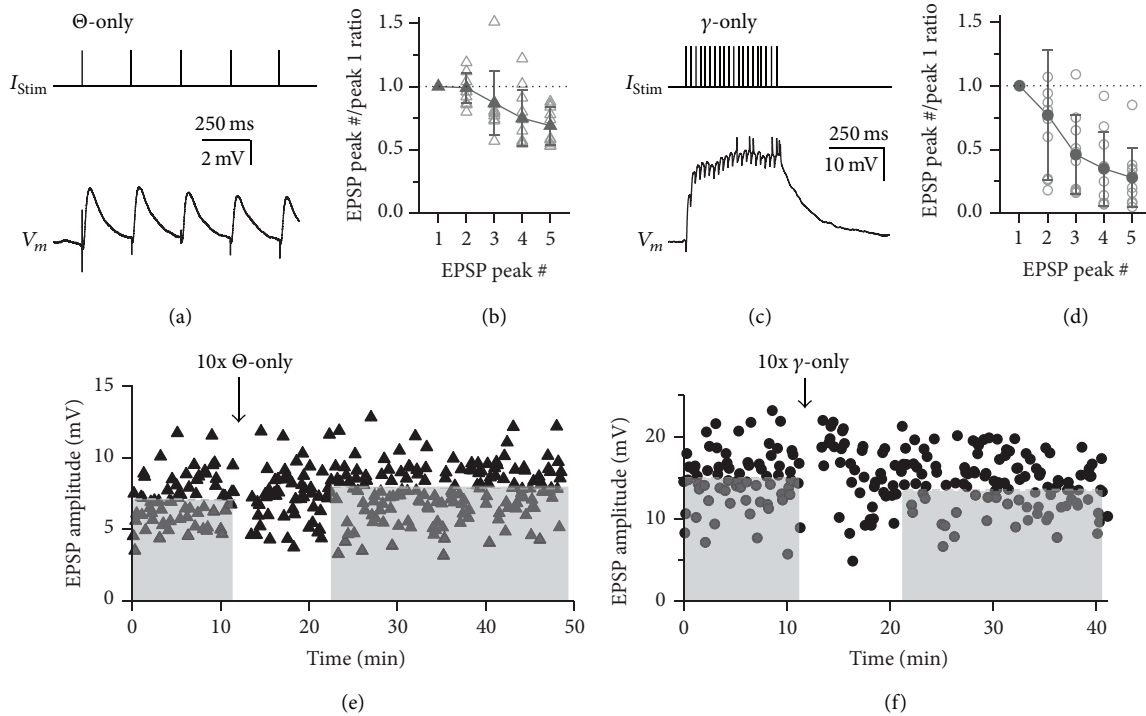 Θ-only
I_Stim
250 ms
2 mV
V_m
(a)
EPSP peak #/peak 1 ratio
1.5
1.0
0.5
0.0
1 2 3 4 5
EPSP peak #
(b)
γ-only
I_Stim
250 ms
10 mV
V_m
(c)
EPSP peak #/peak 1 ratio
1.5
1.0
0.5
0.0
1 2 3 4 5
EPSP peak #
(d)
10x Θ-only
EPSP amplitude (mV)
15
10
5
0
0 10 20 30 40 50
Time (min)
(e)
10x γ-only
EPSP amplitude (mV)
20
10
0
0 10 20 30 40
Time (min)
(f)